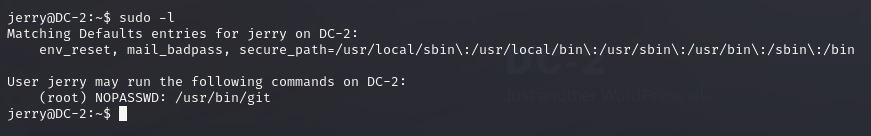 jerry@DC-2:~$ sudo -l
Matching Defaults entries for jerry on DC-2:
    env_reset, mail_badpass, secure_path=/usr/local/sbin\:/usr/local/bin\:/usr/sbin\:/usr/bin\:/sbin\:/bin

User jerry may run the following commands on DC-2:
    (root) NOPASSWD: /usr/bin/git
jerry@DC-2:~$
DC-2